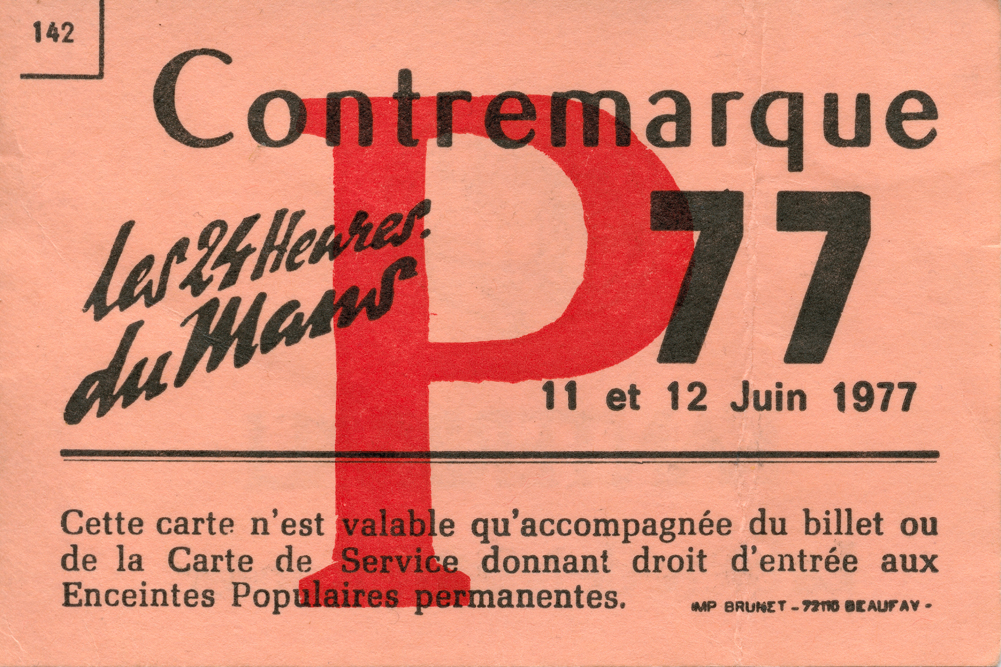 142
Contremarque
P
77
Les 24 Heures.
du Mans
11 et 12 Juin 1977
Cette carte n'est valable qu'accompagnée du billet ou
de la Carte de Service donnant droit d'entrée aux
Enceintes Populaires permanentes.
IMP BRUNET - 72110 BEAUFAY -